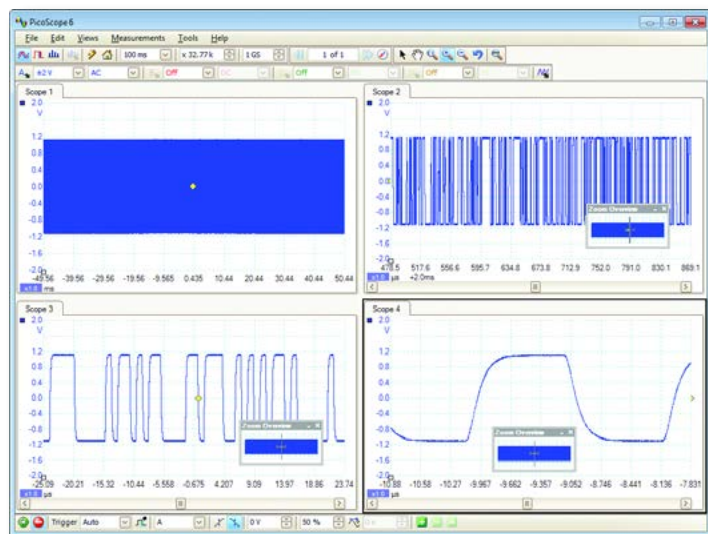 PicoScope 6
File Edit Views Measurements Tools Help
100 ms x 32.77 k 1 GS 1 of 1
A ±2 V AC Off DC Off Off
Scope 1
2.0
V
1.2
0.8
0.4
0.0
-0.4
-0.8
-1.2
-1.6
-2.0
-49.56 -39.56 -29.56 -19.56 -9.565 0.435 10.44 20.44 30.44 40.44 50.44
x1.0 ms
Scope 2
2.0
V
1.2
0.8
0.4
0.0
-0.4
-0.8
-1.2
-1.6
-2.0
Zoom Overview
478.5 517.6 556.6 595.7 634.8 673.8 712.9 752.0 791.0 830.1 869.1
x1.0 µs +2.0ms
Scope 3
2.0
V
1.2
0.8
0.4
0.0
-0.4
-0.8
-1.2
-1.6
-2.0
Zoom Overview
-25.09 -20.21 -15.32 -10.44 -5.558 -0.675 4.207 9.09 13.97 18.86 23.74
x1.0 µs
Scope 4
2.0
V
1.2
0.8
0.4
0.0
-0.4
-0.8
-1.2
-1.6
-2.0
Zoom Overview
-10.88 -10.58 -10.27 -9.967 -9.662 -9.357 -9.052 -8.746 -8.441 -8.136 -7.831
x1.0 µs
Trigger Auto A 0 V 50 %